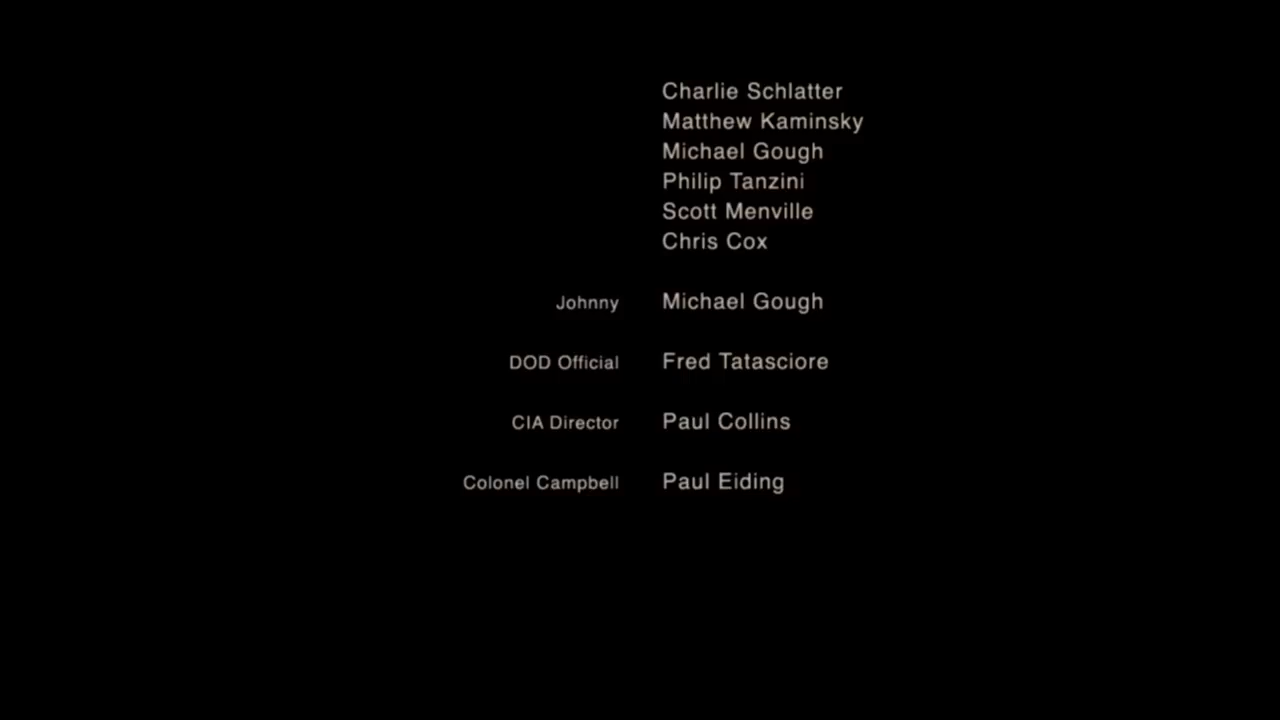 Charlie Schlatter
Matthew Kaminsky
Michael Gough
Philip Tanzini
Scott Menville
Chris Cox
Johnny Michael Gough
DOD Official Fred Tatasciore
CIA Director Paul Collins
Colonel Campbell Paul Eiding